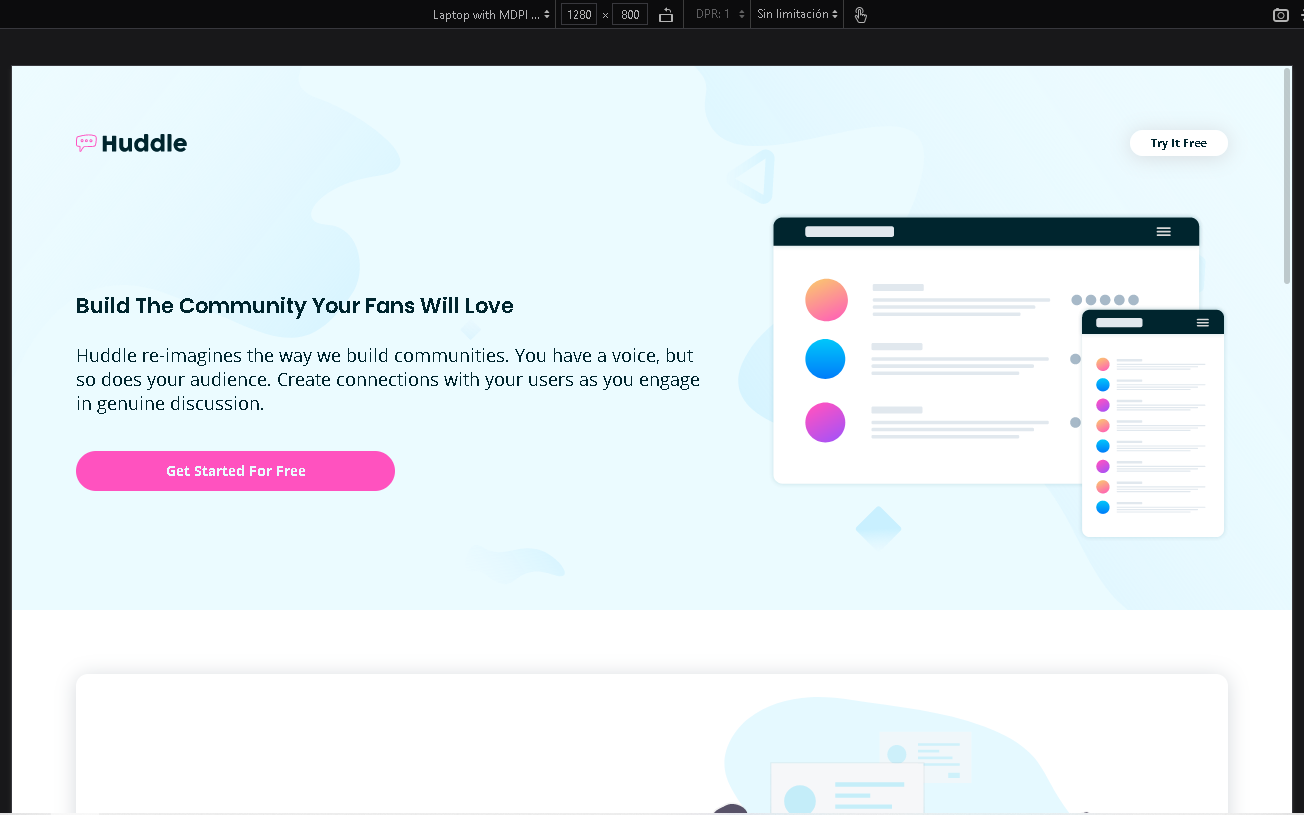 Laptop with MDPI ... 1280 × 800 DPR: 1 Sin limitación
Huddle
Try It Free
Build The Community Your Fans Will Love
Huddle re-imagines the way we build communities. You have a voice, but
so does your audience. Create connections with your users as you engage
in genuine discussion.
Get Started For Free